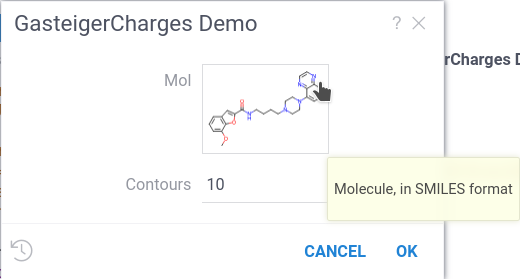 GasteigerCharges Demo
?
rCharges D
Mol
Molecule, in SMILES format
Contours 10
CANCEL OK